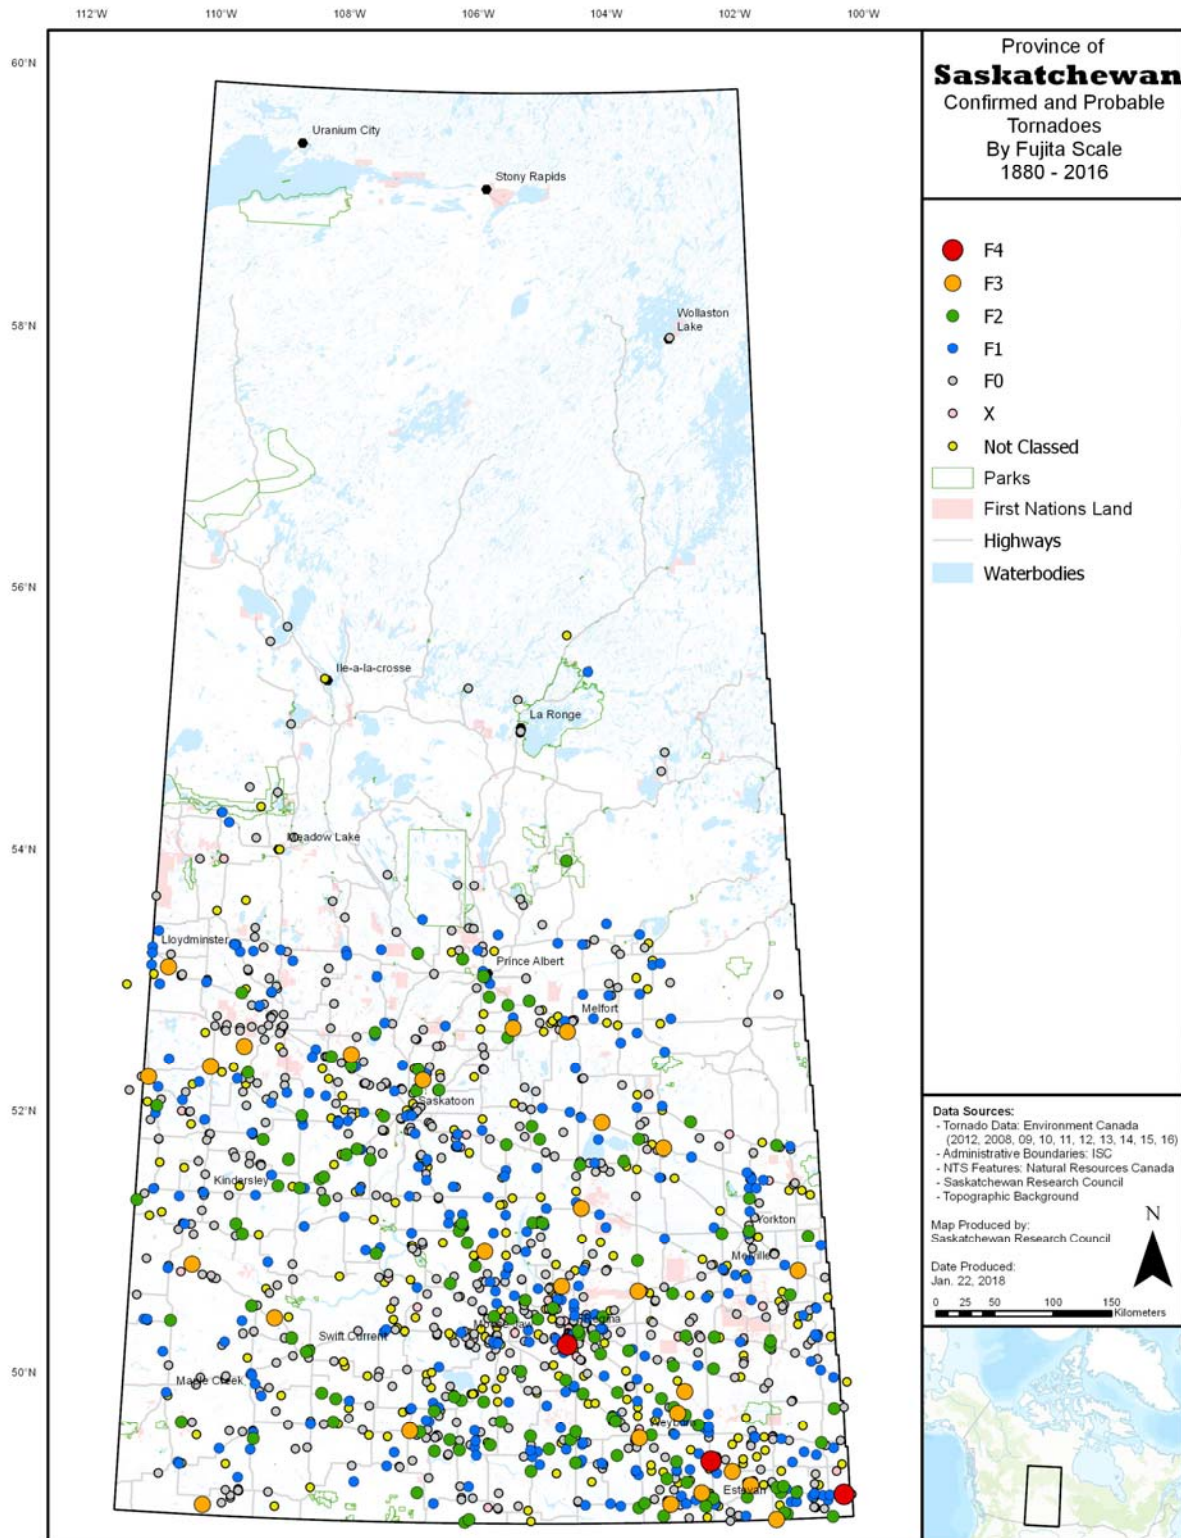 112°W 110°W 108°W 106°W 104°W 102°W 100°W
60°N
58°N
56°N
54°N
52°N
50°N
Uranium City
Stony Rapids
Wollaston
Lake
Ile-a-la-crosse
La Ronge
Meadow Lake
Lloydminster
Prince Albert
Melfort
Saskatoon
Kindersley
Yorkton
Melville
Regina
Moose Jaw
Swift Current
Maple Creek
Weyburn
Estevan
Province of
Saskatchewan
Confirmed and Probable
Tornadoes
By Fujita Scale
1880 - 2016
F4
F3
F2
F1
F0
X
Not Classed
Parks
First Nations Land
Highways
Waterbodies
Data Sources:
- Tornado Data: Environment Canada
(2012, 2008, 09, 10, 11, 12, 13, 14, 15, 16)
- Administrative Boundaries: ISC
- NTS Features: Natural Resources Canada
- Saskatchewan Research Council
- Topographic Background
Map Produced by:
Saskatchewan Research Council
N
Date Produced:
Jan. 22, 2018
0 25 50 100 150
Kilometers